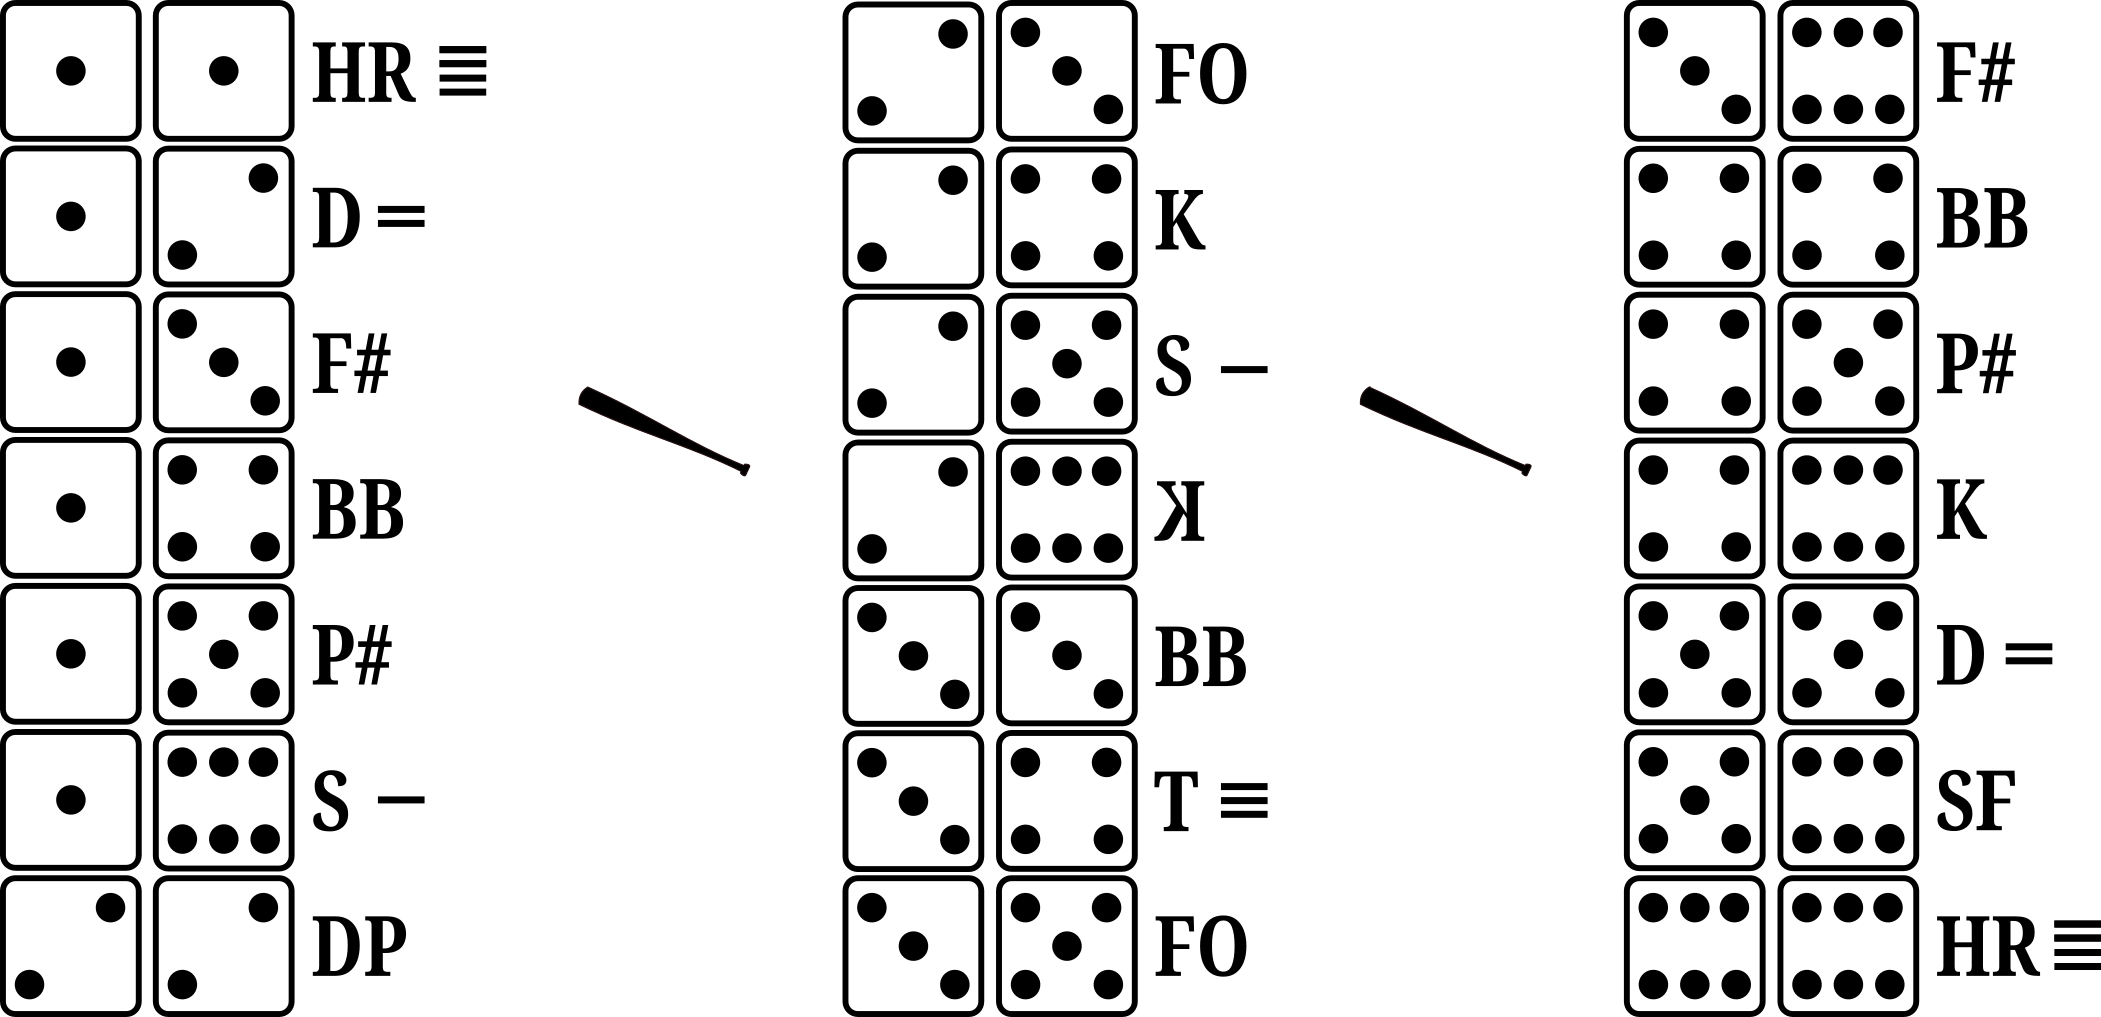 HR ≣
D =
F#
BB
P#
S –
DP
FO
K
S –
ꓘ
BB
T ≡
FO
F#
BB
P#
K
D =
SF
HR ≣